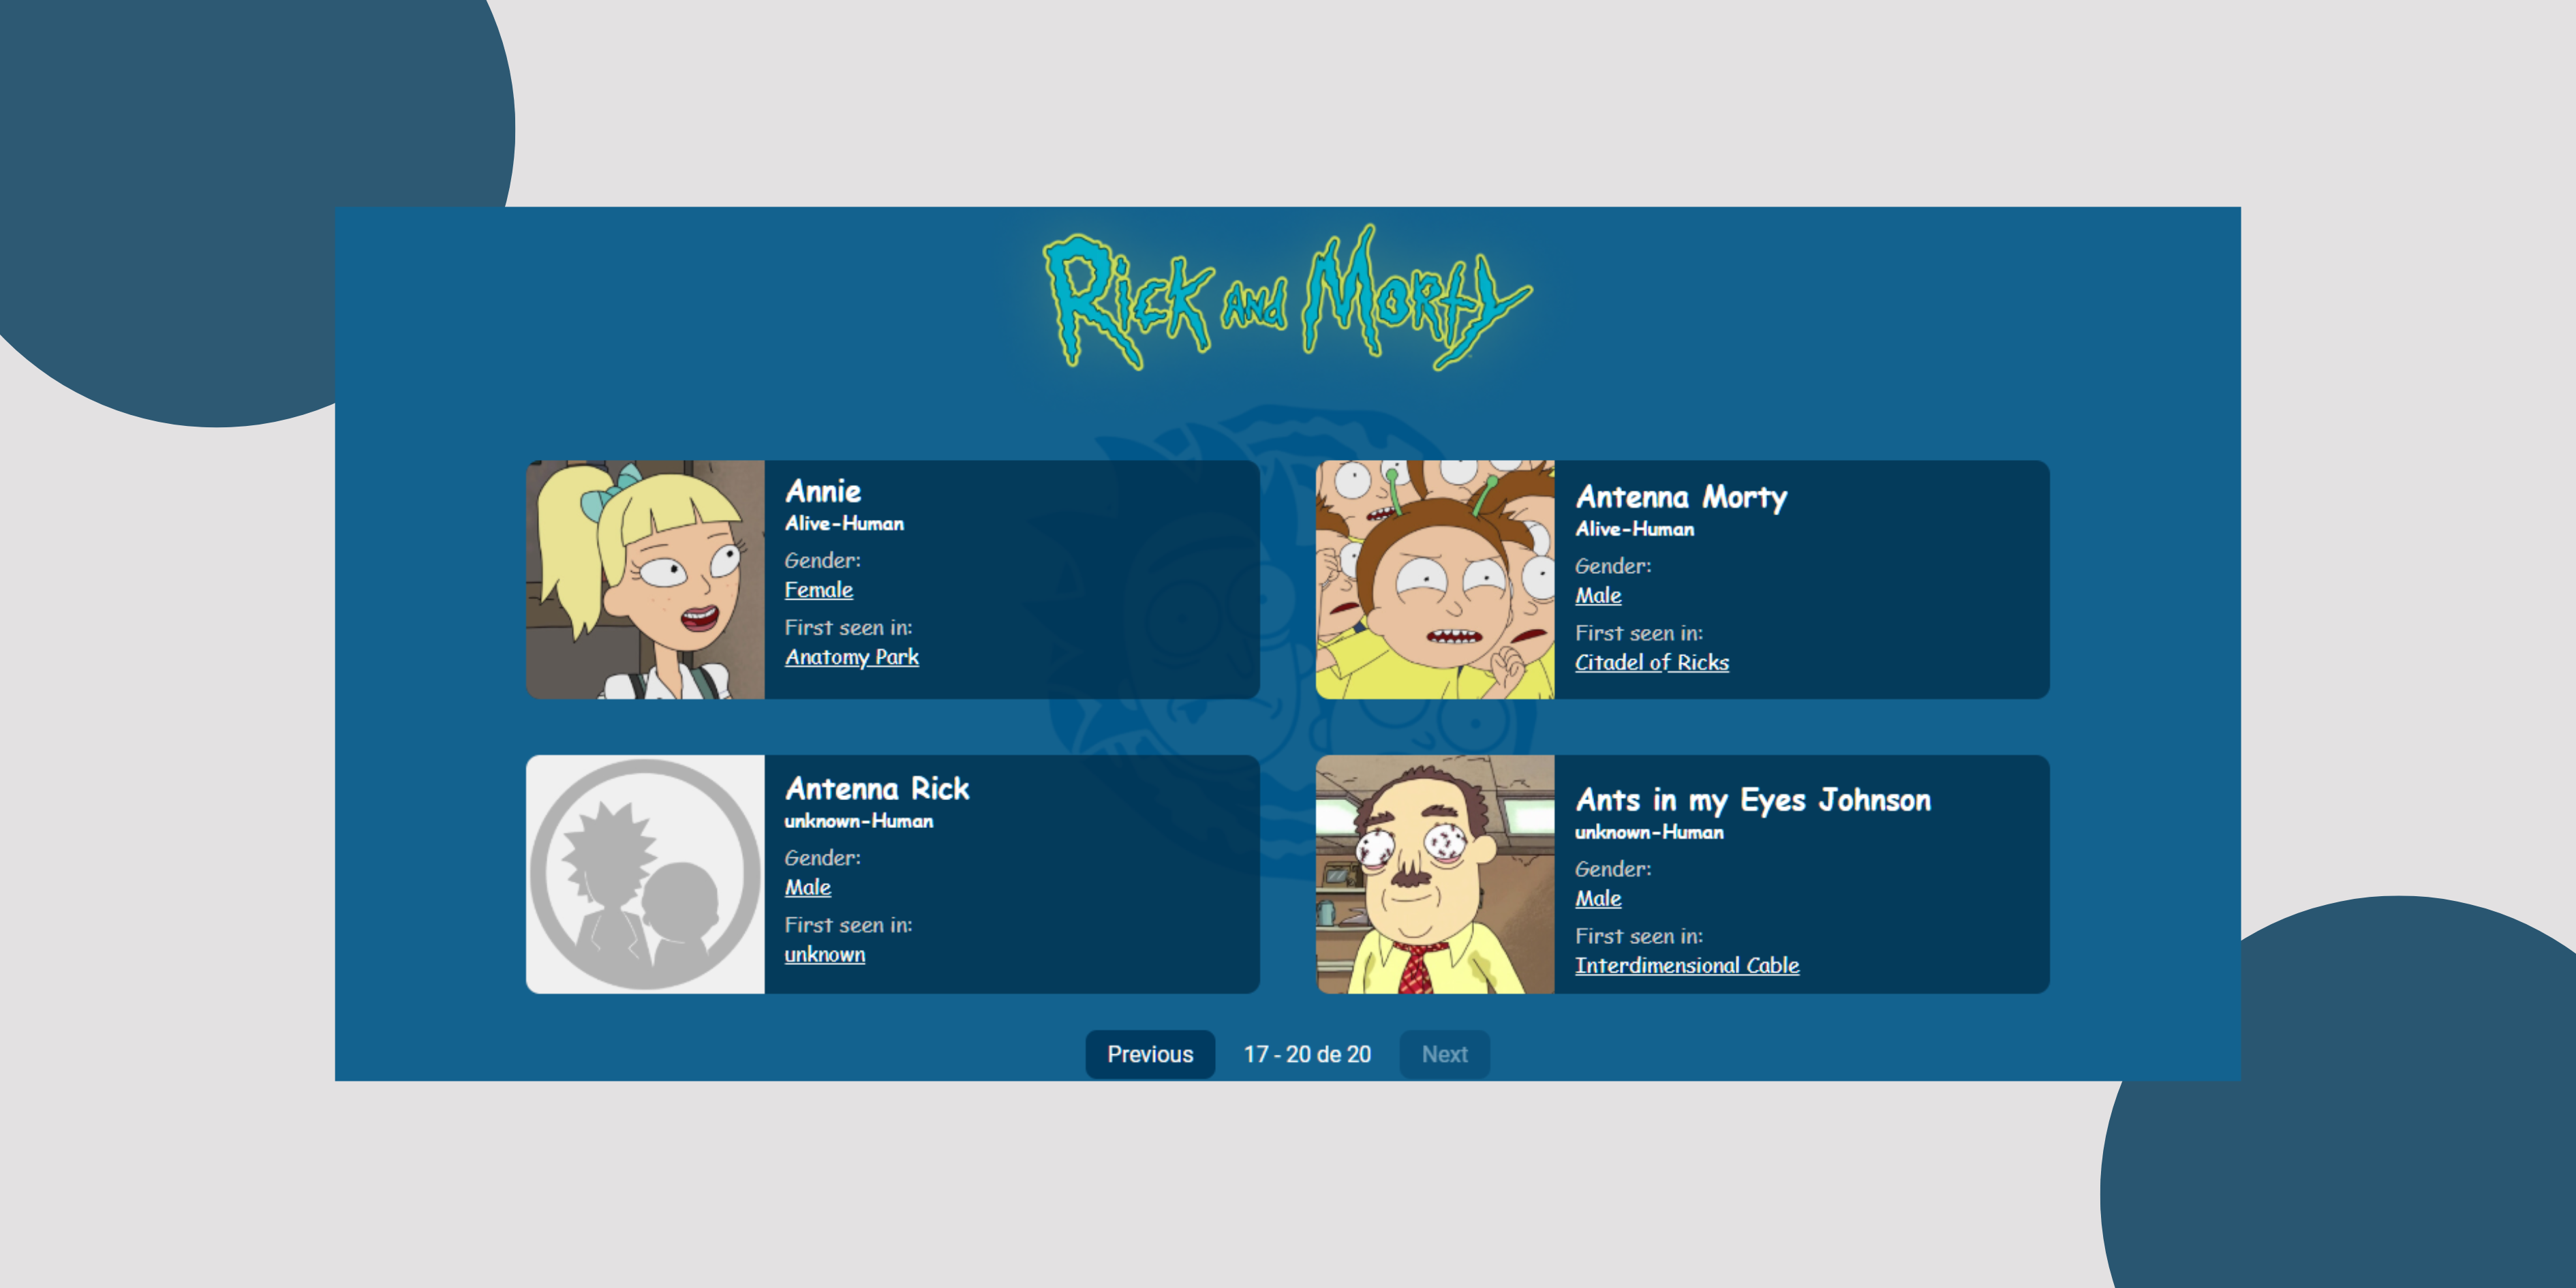 Rick and Morty
Annie
Alive-Human
Gender:
Female
First seen in:
Anatomy Park
Antenna Morty
Alive-Human
Gender:
Male
First seen in:
Citadel of Ricks
Antenna Rick
unknown-Human
Gender:
Male
First seen in:
unknown
Ants in my Eyes Johnson
unknown-Human
Gender:
Male
First seen in:
Interdimensional Cable
Previous
17 - 20 de 20
Next